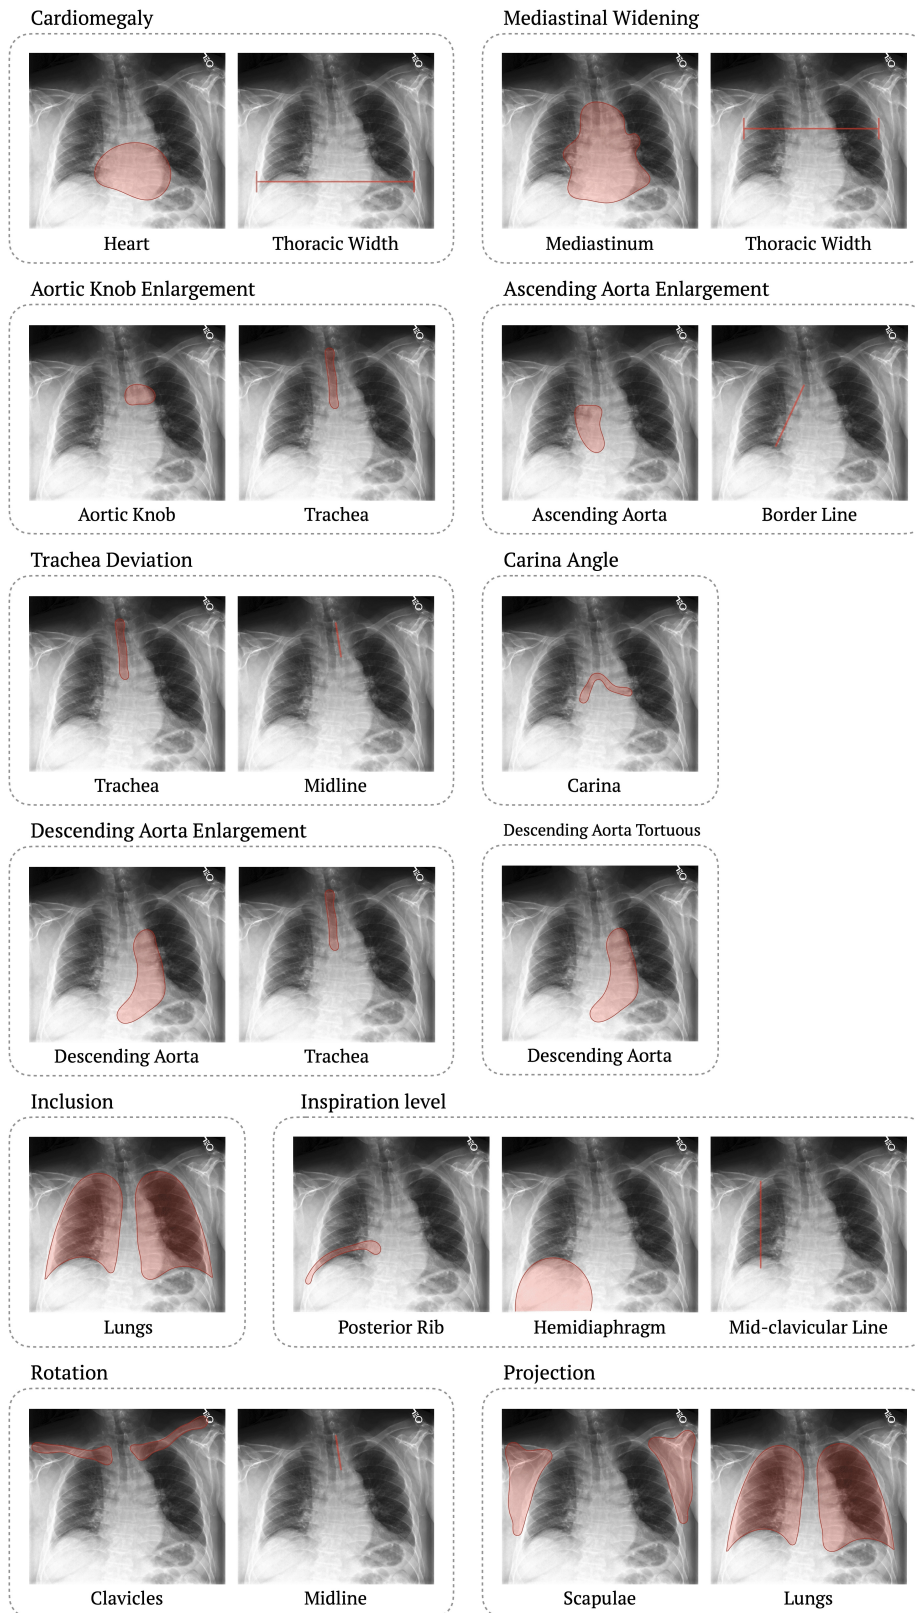 Cardiomegaly
Mediastinal Widening
Heart
Thoracic Width
Mediastinum
Thoracic Width
Aortic Knob Enlargement
Ascending Aorta Enlargement
Aortic Knob
Trachea
Ascending Aorta
Border Line
Trachea Deviation
Carina Angle
Trachea
Midline
Carina
Descending Aorta Enlargement
Descending Aorta Tortuous
Descending Aorta
Trachea
Descending Aorta
Inclusion
Inspiration level
Lungs
Posterior Rib
Hemidiaphragm
Mid-clavicular Line
Rotation
Projection
Clavicles
Midline
Scapulae
Lungs